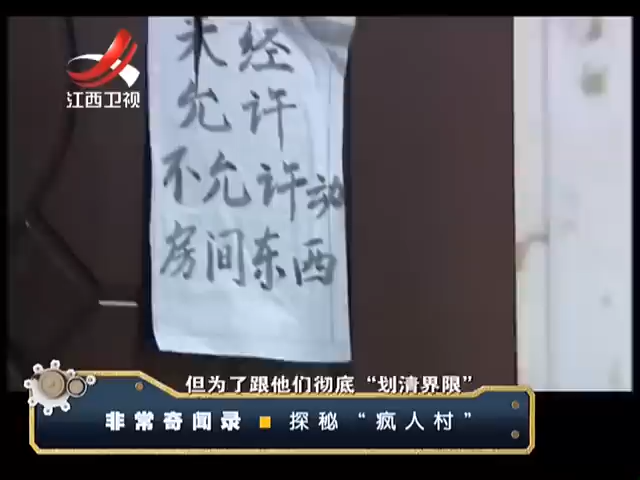 江西卫视
未经
允许
不允许动
房间东西
但为了跟他们彻底“划清界限”
非常奇闻录 探秘“疯人村”